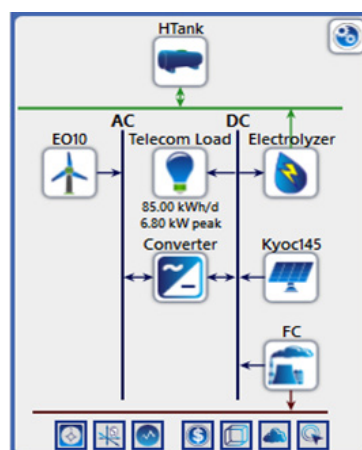 HTank
AC
DC
EO10
Telecom Load
Electrolyzer
85.00 kWh/d
6.80 kW peak
Converter
Kyoc145
FC